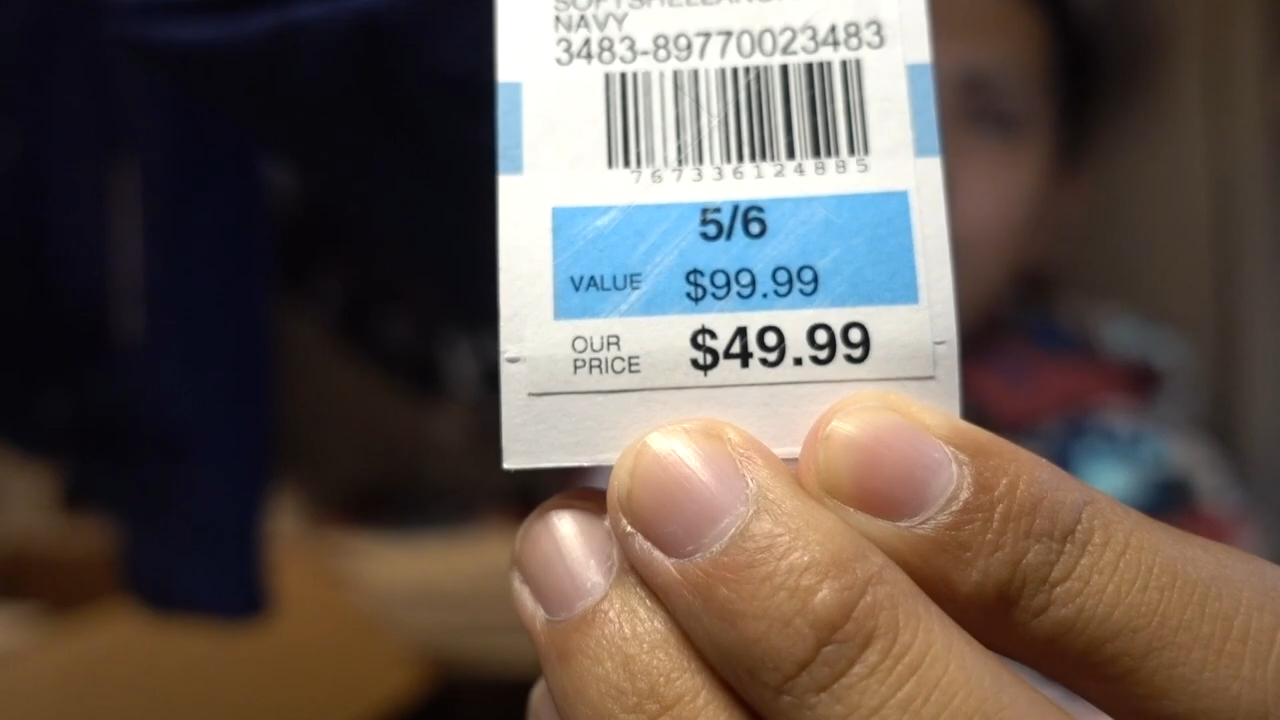 NAVY
3483-89770023483
767336124885
5/6
VALUE $99.99
OUR PRICE $49.99